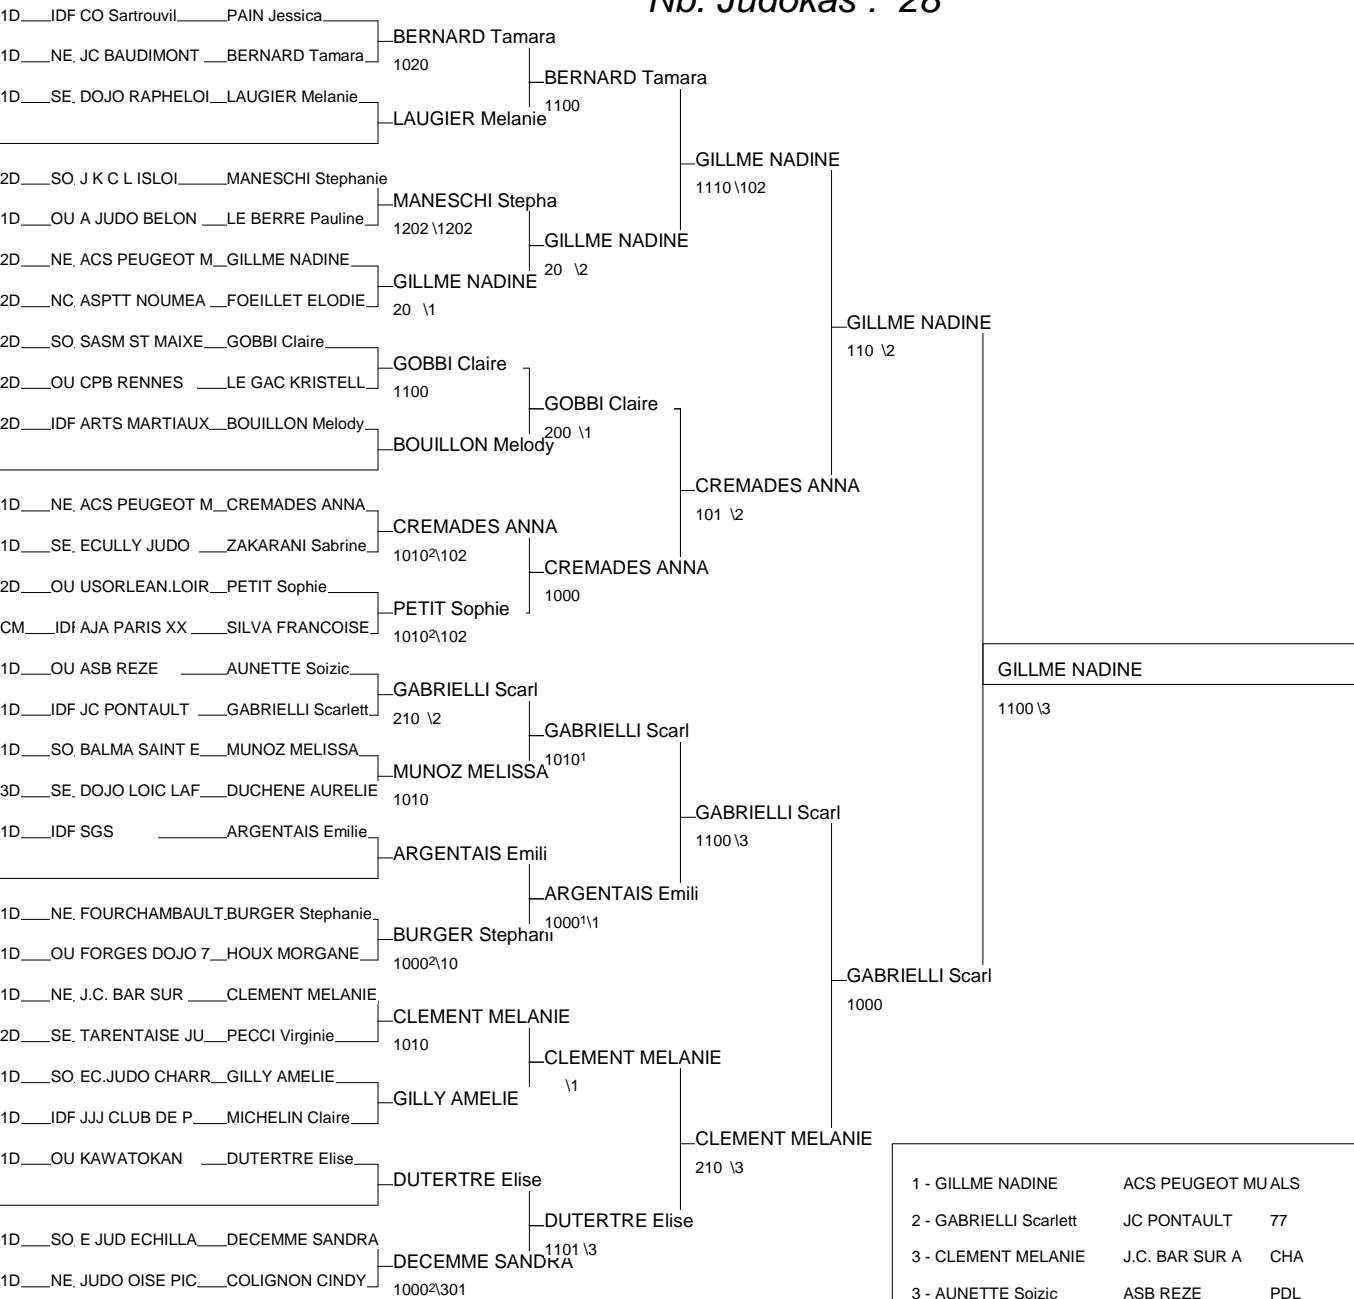 Nb. Judokas : 28
1D IDF CO Sartrouvil PAIN Jessica
BERNARD Tamara
1D NE JC BAUDIMONT BERNARD Tamara
1020
BERNARD Tamara
1D SE DOJO RAPHELOI LAUGIER Melanie
1100
LAUGIER Melanie
GILLME NADINE
2D SO J K C L ISLOI MANESCHI Stephanie
1110 \102
MANESCHI Stepha
1D OU A JUDO BELON LE BERRE Pauline
1202 \1202
GILLME NADINE
2D NE ACS PEUGEOT M GILLME NADINE
20 \2
GILLME NADINE
2D NC ASPTT NOUMEA FOEILLET ELODIE
20 \1
GILLME NADINE
2D SO SASM ST MAIXE GOBBI Claire
110 \2
GOBBI Claire
2D OU CPB RENNES LE GAC KRISTELL
1100
GOBBI Claire
2D IDF ARTS MARTIAUX BOUILLON Melody
200 \1
BOUILLON Melody
CREMADES ANNA
1D NE ACS PEUGEOT M CREMADES ANNA
101 \2
CREMADES ANNA
1D SE ECULLY JUDO ZAKARANI Sabrine
1010²\102
CREMADES ANNA
2D OU USORLEAN.LOIR PETIT Sophie
1000
PETIT Sophie
CM IDF AJA PARIS XX SILVA FRANCOISE
1010²\102
1D OU ASB REZE AUNETTE Soizic
GILLME NADINE
GABRIELLI Scarl
1D IDF JC PONTAULT GABRIELLI Scarlett
1100 \3
210 \2
GABRIELLI Scarl
1D SO BALMA SAINT E MUNOZ MELISSA
1010¹
MUNOZ MELISSA
3D SE DOJO LOIC LAF DUCHENE AURELIE
1010
GABRIELLI Scarl
1D IDF SGS ARGENTAIS Emilie
1100 \3
ARGENTAIS Emili
ARGENTAIS Emili
1D NE FOURCHAMBAULT BURGER Stephanie
1000¹\1
BURGER Stephani
1D OU FORGES DOJO 7 HOUX MORGANE
1000²\10
GABRIELLI Scarl
1D NE J.C. BAR SUR CLEMENT MELANIE
1000
CLEMENT MELANIE
2D SE TARENTAISE JU PECCI Virginie
1010
CLEMENT MELANIE
1D SO EC.JUDO CHARR GILLY AMELIE
\1
GILLY AMELIE
1D IDF JJJ CLUB DE P MICHELIN Claire
CLEMENT MELANIE
1D OU KAWATOKAN DUTERTRE Elise
210 \3
DUTERTRE Elise
1 - GILLME NADINE ACS PEUGEOT MU ALS
DUTERTRE Elise
2 - GABRIELLI Scarlett JC PONTAULT 77
1D SO E JUD ECHILLA DECEMME SANDRA
1101 \3
DECEMME SANDRA
3 - CLEMENT MELANIE J.C. BAR SUR A CHA
1D NE JUDO OISE PIC COLIGNON CINDY
1000²\301
3 - AUNETTE Soizic ASB REZE PDL